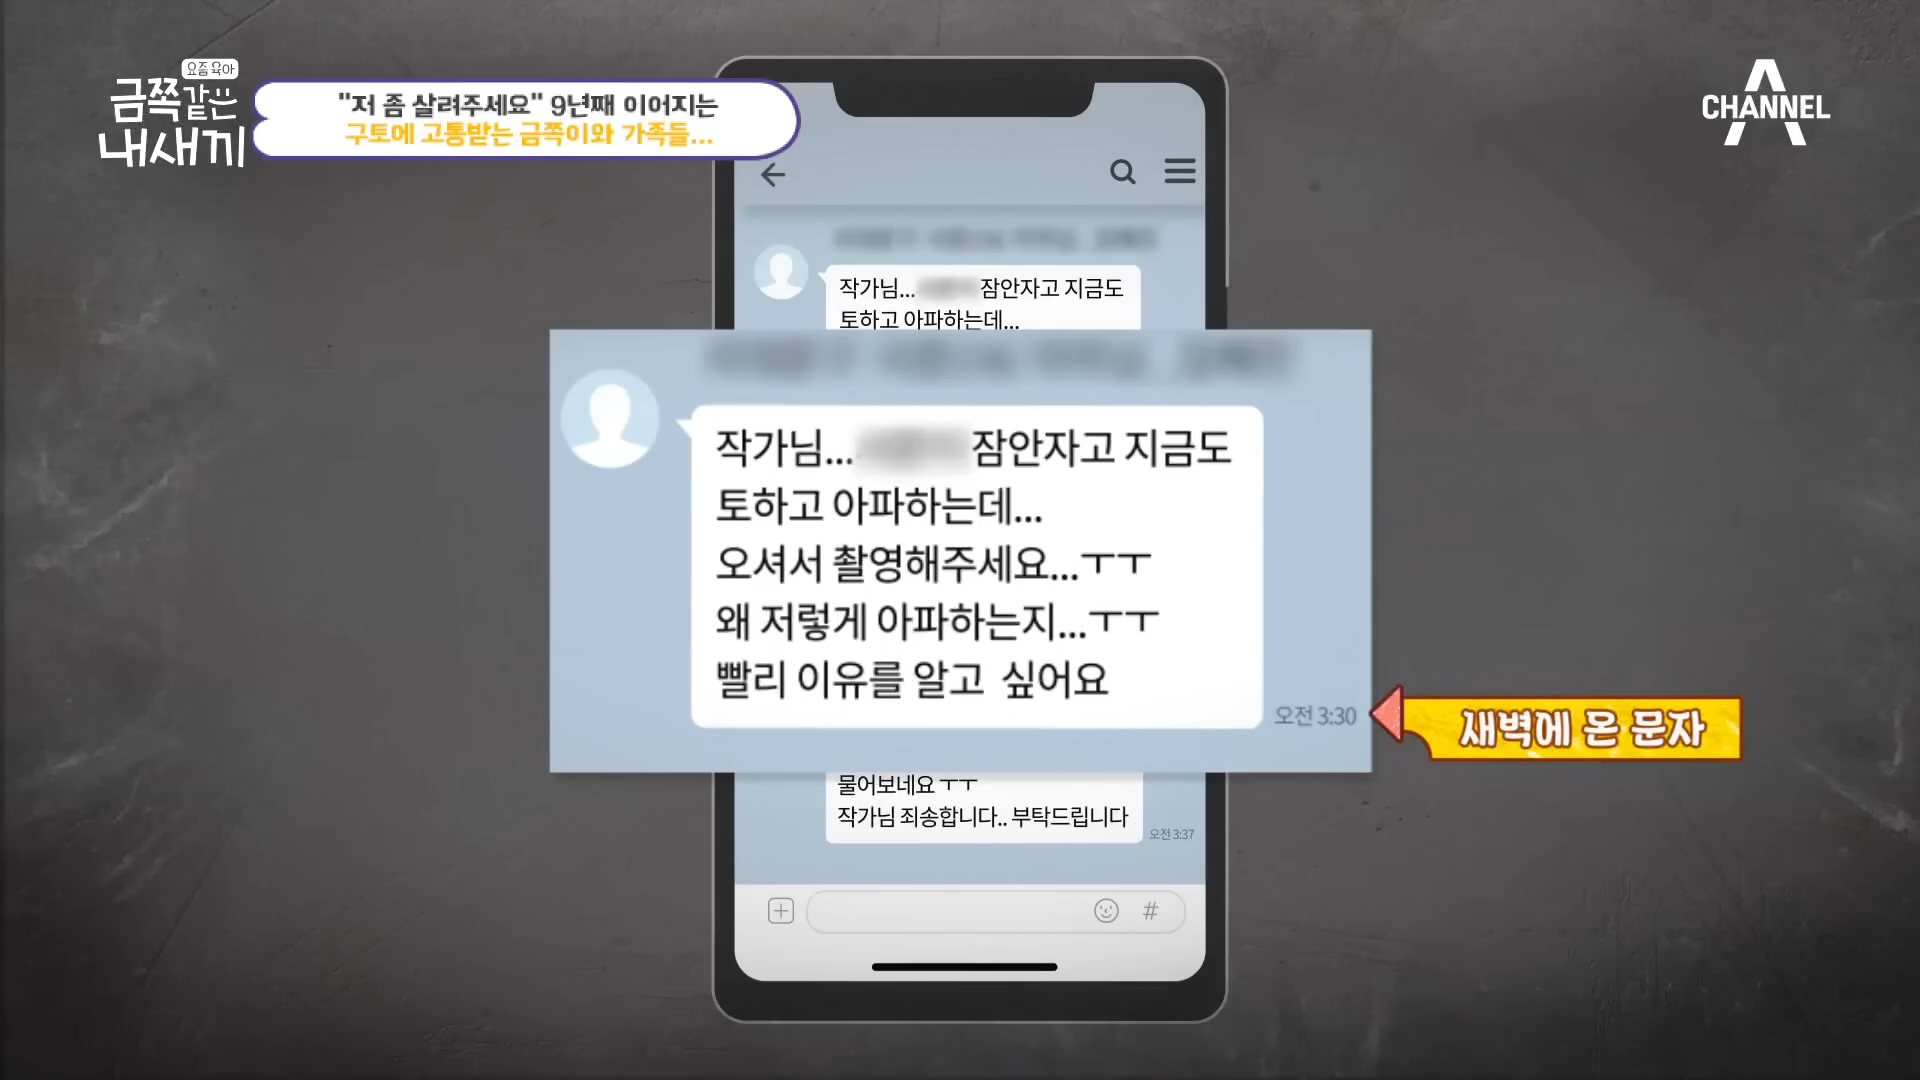 요즘 육아
금쪽같은
내새끼
"저 좀 살려주세요" 9년째 이어지는
구토에 고통받는 금쪽이와 가족들...
CHANNEL A
작가님... 잠안자고 지금도
토하고 아파하는데...
작가님... 잠안자고 지금도
토하고 아파하는데...
오셔서 촬영해주세요...ㅜㅜ
왜 저렇게 아파하는지...ㅜㅜ
빨리 이유를 알고 싶어요
오전 3:30
새벽에 온 문자
물어보네요 ㅜㅜ
작가님 죄송합니다.. 부탁드립니다
오전 3:37
#